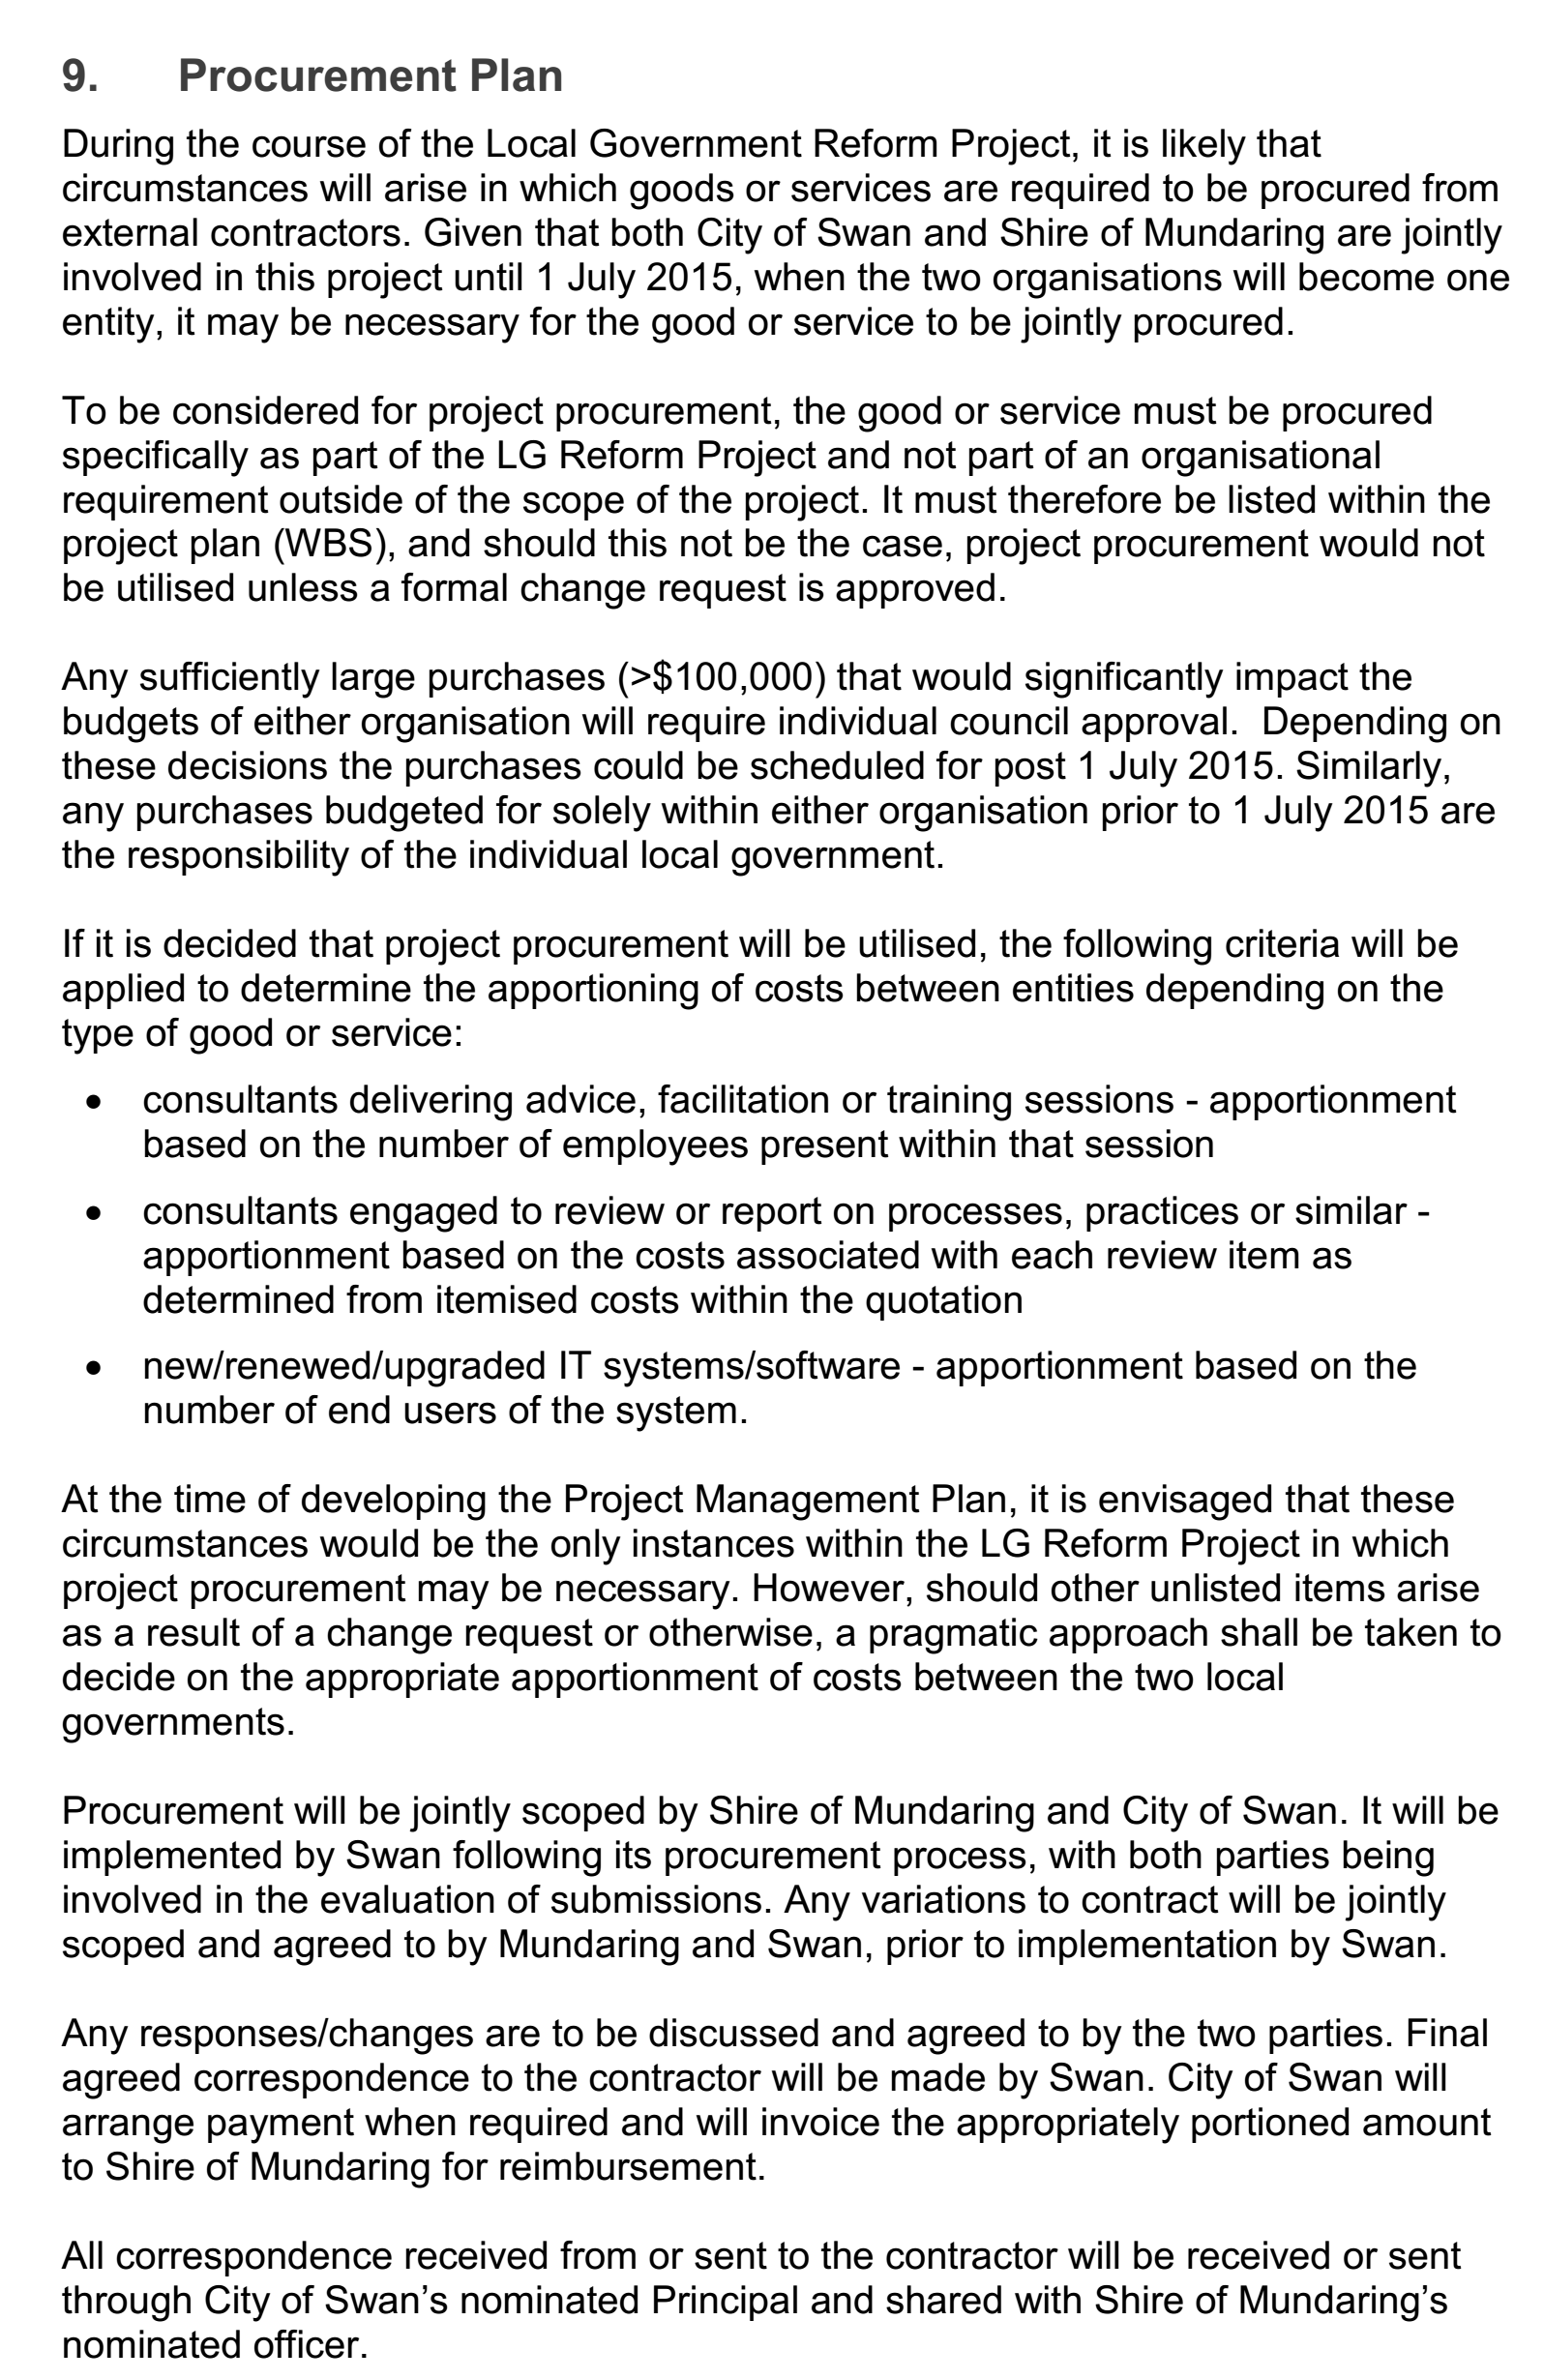 9. Procurement Plan
During the course of the Local Government Reform Project, it is likely that
circumstances will arise in which goods or services are required to be procured from
external contractors. Given that both City of Swan and Shire of Mundaring are jointly
involved in this project until 1 July 2015, when the two organisations will become one
entity, it may be necessary for the good or service to be jointly procured.
To be considered for project procurement, the good or service must be procured
specifically as part of the LG Reform Project and not part of an organisational
requirement outside of the scope of the project. It must therefore be listed within the
project plan (WBS), and should this not be the case, project procurement would not
be utilised unless a formal change request is approved.
Any sufficiently large purchases (>$100,000) that would significantly impact the
budgets of either organisation will require individual council approval.  Depending on
these decisions the purchases could be scheduled for post 1 July 2015. Similarly,
any purchases budgeted for solely within either organisation prior to 1 July 2015 are
the responsibility of the individual local government.
If it is decided that project procurement will be utilised, the following criteria will be
applied to determine the apportioning of costs between entities depending on the
type of good or service:
• consultants delivering advice, facilitation or training sessions - apportionment
based on the number of employees present within that session
• consultants engaged to review or report on processes, practices or similar -
apportionment based on the costs associated with each review item as
determined from itemised costs within the quotation
• new/renewed/upgraded IT systems/software - apportionment based on the
number of end users of the system.
At the time of developing the Project Management Plan, it is envisaged that these
circumstances would be the only instances within the LG Reform Project in which
project procurement may be necessary. However, should other unlisted items arise
as a result of a change request or otherwise, a pragmatic approach shall be taken to
decide on the appropriate apportionment of costs between the two local
governments.
Procurement will be jointly scoped by Shire of Mundaring and City of Swan. It will be
implemented by Swan following its procurement process, with both parties being
involved in the evaluation of submissions. Any variations to contract will be jointly
scoped and agreed to by Mundaring and Swan, prior to implementation by Swan.
Any responses/changes are to be discussed and agreed to by the two parties. Final
agreed correspondence to the contractor will be made by Swan. City of Swan will
arrange payment when required and will invoice the appropriately portioned amount
to Shire of Mundaring for reimbursement.
All correspondence received from or sent to the contractor will be received or sent
through City of Swan’s nominated Principal and shared with Shire of Mundaring’s
nominated officer.